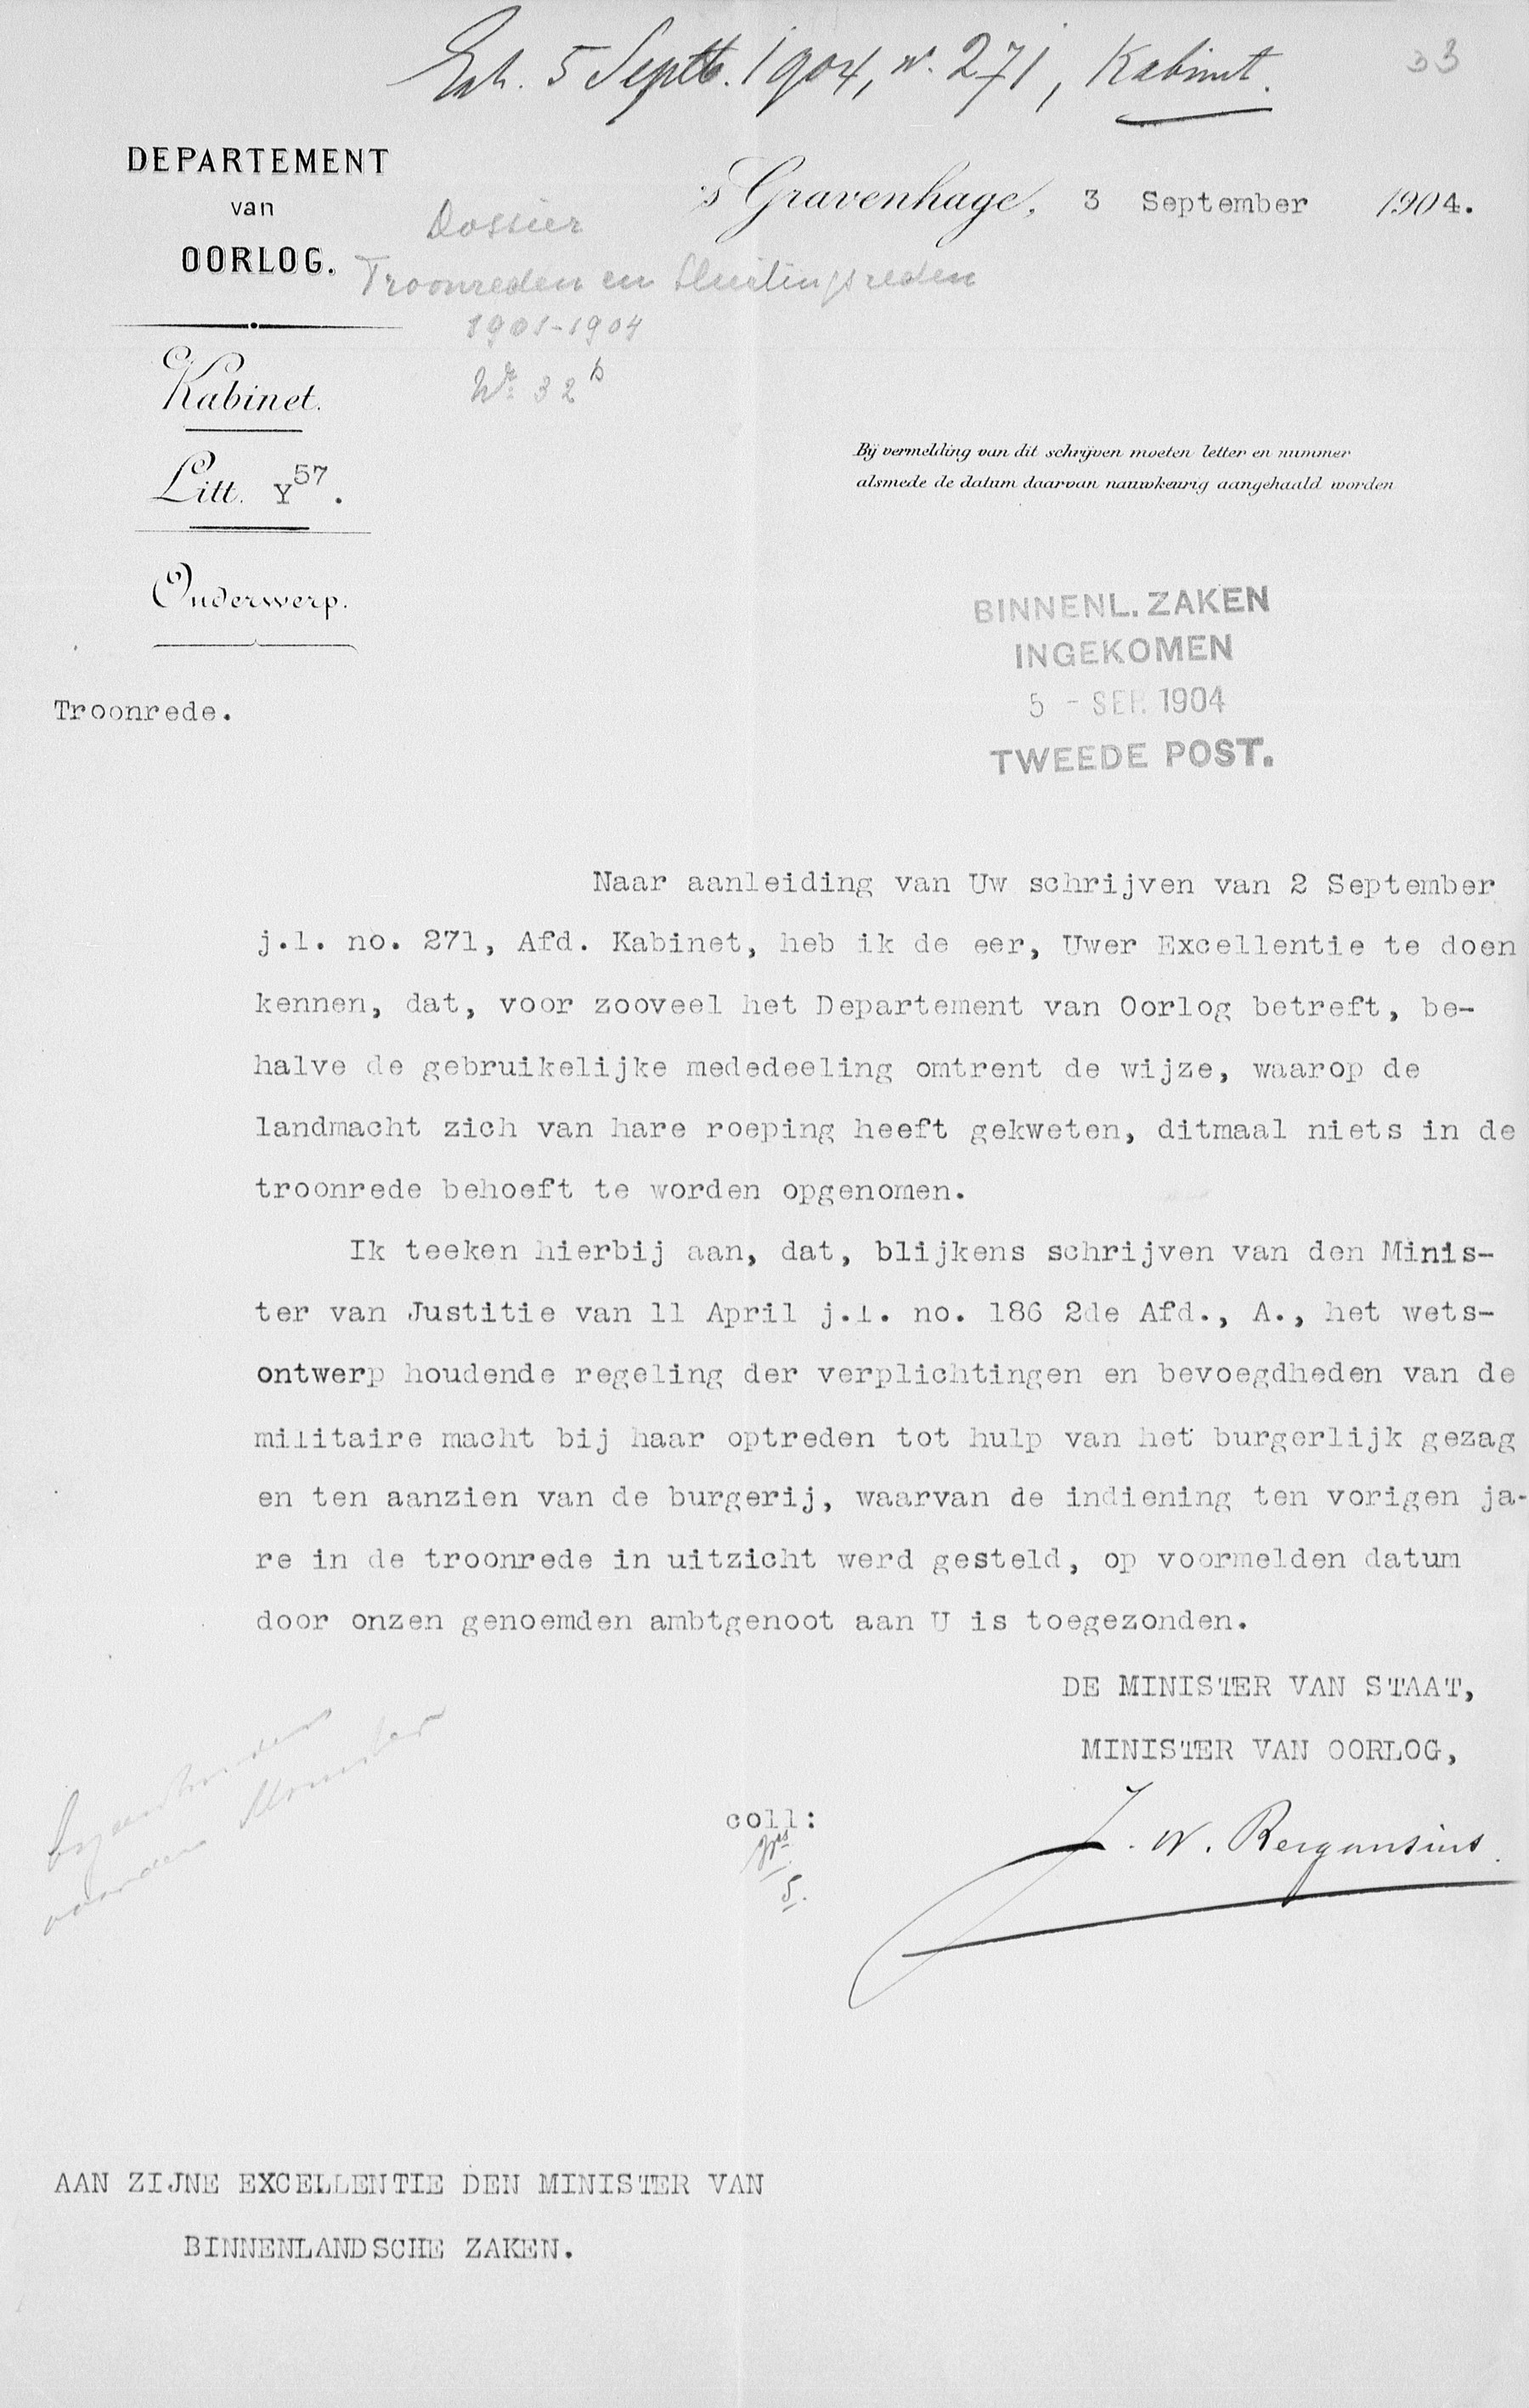 Exh. 5 Septb. 1904, nº. 271, Kabinet.
33
DEPARTEMENT
van
OORLOG.
's Gravenhage, 3 September 1904.
Dossier
Troonreden en Sluitingsreden
1901-1904
Nº 32b
Kabinet.
Litt. Y57.
Onderwerp.
Troonrede.
Bij vermelding van dit schrijven moeten letter en nummer
alsmede de datum daarvan nauwkeurig aangehaald worden
BINNENL. ZAKEN
INGEKOMEN
5 - SEP. 1904
TWEEDE POST.
Naar aanleiding van Uw schrijven van 2 September
j.l. no. 271, Afd. Kabinet, heb ik de eer, Uwer Excellentie te doen
kennen, dat, voor zooveel het Departement van Oorlog betreft, be-
halve de gebruikelijke mededeeling omtrent de wijze, waarop de
landmacht zich van hare roeping heeft gekweten, ditmaal niets in de
troonrede behoeft te worden opgenomen.
Ik teeken hierbij aan, dat, blijkens schrijven van den Minis-
ter van Justitie van 11 April j.l. no. 186 2de Afd., A., het wets-
ontwerp houdende regeling der verplichtingen en bevoegdheden van de
militaire macht bij haar optreden tot hulp van het burgerlijk gezag
en ten aanzien van de burgerij, waarvan de indiening ten vorigen ja-
re in de troonrede in uitzicht werd gesteld, op voormelden datum
door onzen genoemden ambtgenoot aan U is toegezonden.
DE MINISTER VAN STAAT,
MINISTER VAN OORLOG,
coll:
J. W. Bergansius.
AAN ZIJNE EXCELLENTIE DEN MINISTER VAN
BINNENLANDSCHE ZAKEN.